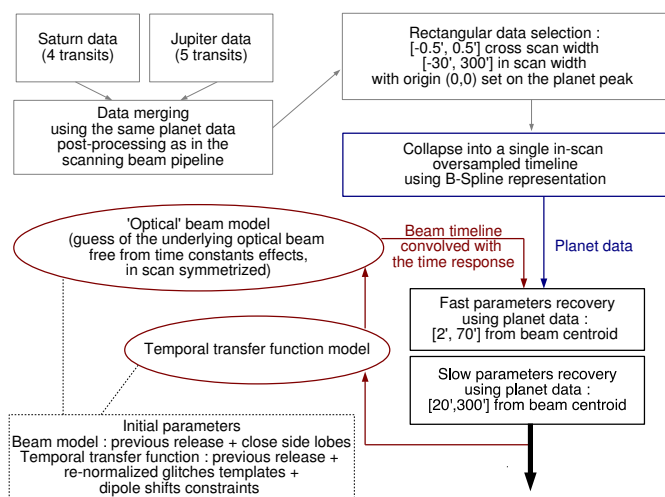 Saturn data
(4 transits)
Jupiter data
(5 transits)
Rectangular data selection :
[-0.5', 0.5'] cross scan width
[-30', 300'] in scan width
with origin (0,0) set on the planet peak
Data merging
using the same planet data
post-processing as in the
scanning beam pipeline
Collapse into a single in-scan
oversampled timeline
using B-Spline representation
'Optical' beam model
(guess of the underlying optical beam
free from time constants effects,
in scan symmetrized)
Beam timeline
convolved with
the time response
Planet data
Fast parameters recovery
using planet data :
[2', 70'] from beam centroid
Temporal transfer function model
Slow parameters recovery
using planet data :
[20',300'] from beam centroid
Initial parameters
Beam model : previous release + close side lobes
Temporal transfer function : previous release +
re-normalized glitches templates +
dipole shifts constraints